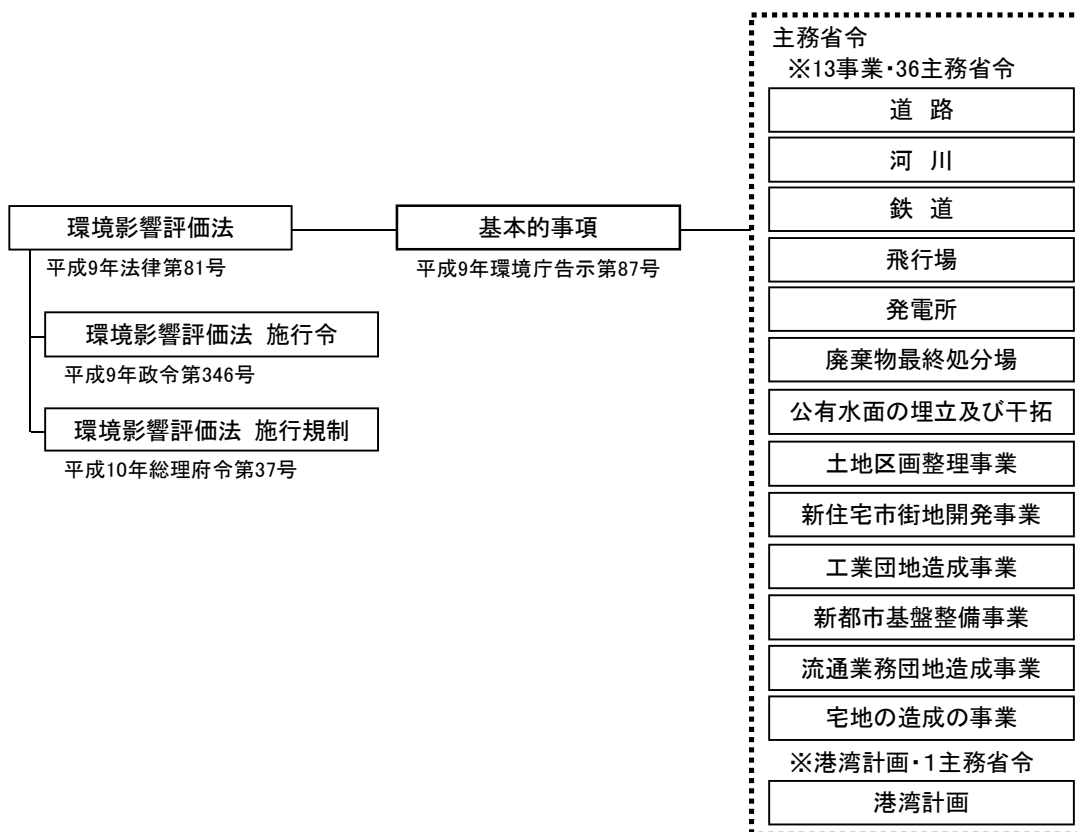 環境影響評価法
平成9年法律第81号
環境影響評価法 施行令
平成9年政令第346号
環境影響評価法 施行規制
平成10年総理府令第37号
基本的事項
平成9年環境庁告示第87号
主務省令
※13事業・36主務省令
道 路
河 川
鉄 道
飛行場
発電所
廃棄物最終処分場
公有水面の埋立及び干拓
土地区画整理事業
新住宅市街地開発事業
工業団地造成事業
新都市基盤整備事業
流通業務団地造成事業
宅地の造成の事業
※港湾計画・1主務省令
港湾計画